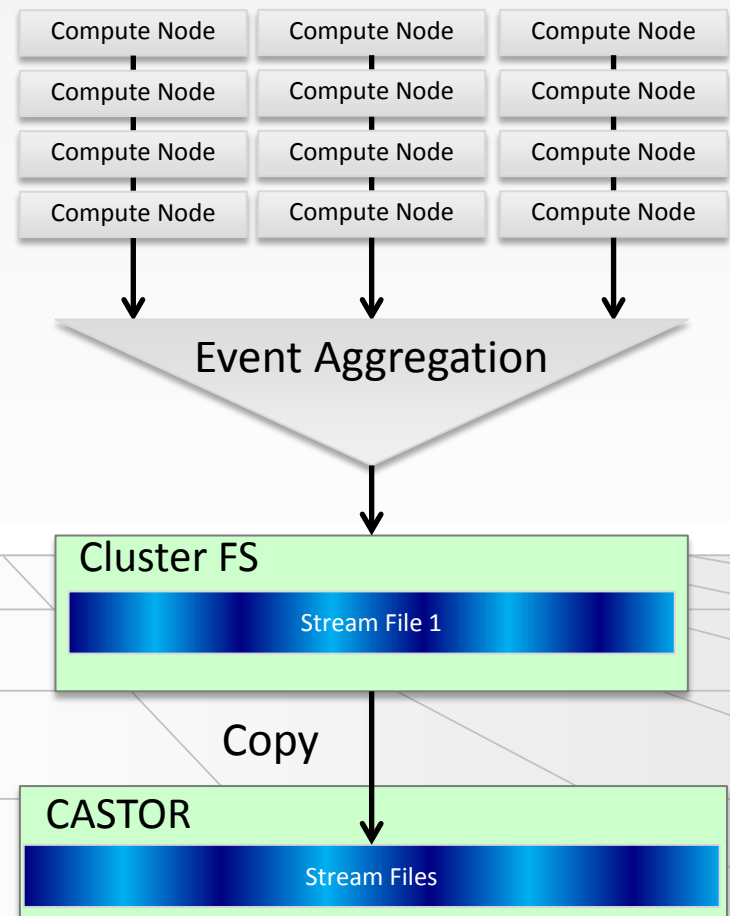 Compute Node Compute Node Compute Node
Compute Node Compute Node Compute Node
Compute Node Compute Node Compute Node
Compute Node Compute Node Compute Node
Event Aggregation
Cluster FS
Stream File 1
Copy
CASTOR
Stream Files